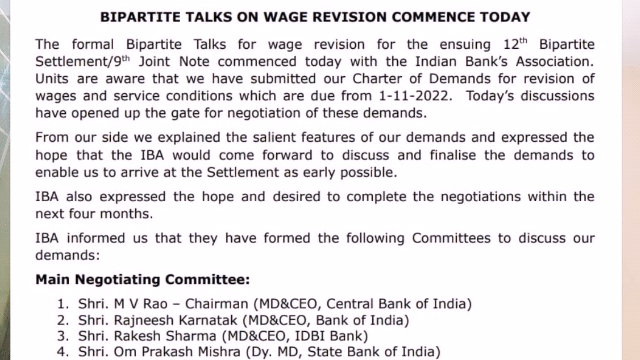 BIPARTITE TALKS ON WAGE REVISION COMMENCE TODAY
The formal Bipartite Talks for wage revision for the ensuing 12th Bipartite
Settlement/9th Joint Note commenced today with the Indian Bank's Association.
Units are aware that we have submitted our Charter of Demands for revision of
wages and service conditions which are due from 1-11-2022. Today's discussions
have opened up the gate for negotiation of these demands.
From our side we explained the salient features of our demands and expressed the
hope that the IBA would come forward to discuss and finalise the demands to
enable us to arrive at the Settlement as early possible.
IBA also expressed the hope and desired to complete the negotiations within the
next four months.
IBA informed us that they have formed the following Committees to discuss our
demands:
Main Negotiating Committee:
1. Shri. M V Rao – Chairman (MD&CEO, Central Bank of India)
2. Shri. Rajneesh Karnatak (MD&CEO, Bank of India)
3. Shri. Rakesh Sharma (MD&CEO, IDBI Bank)
4. Shri. Om Prakash Mishra (Dy. MD, State Bank of India)